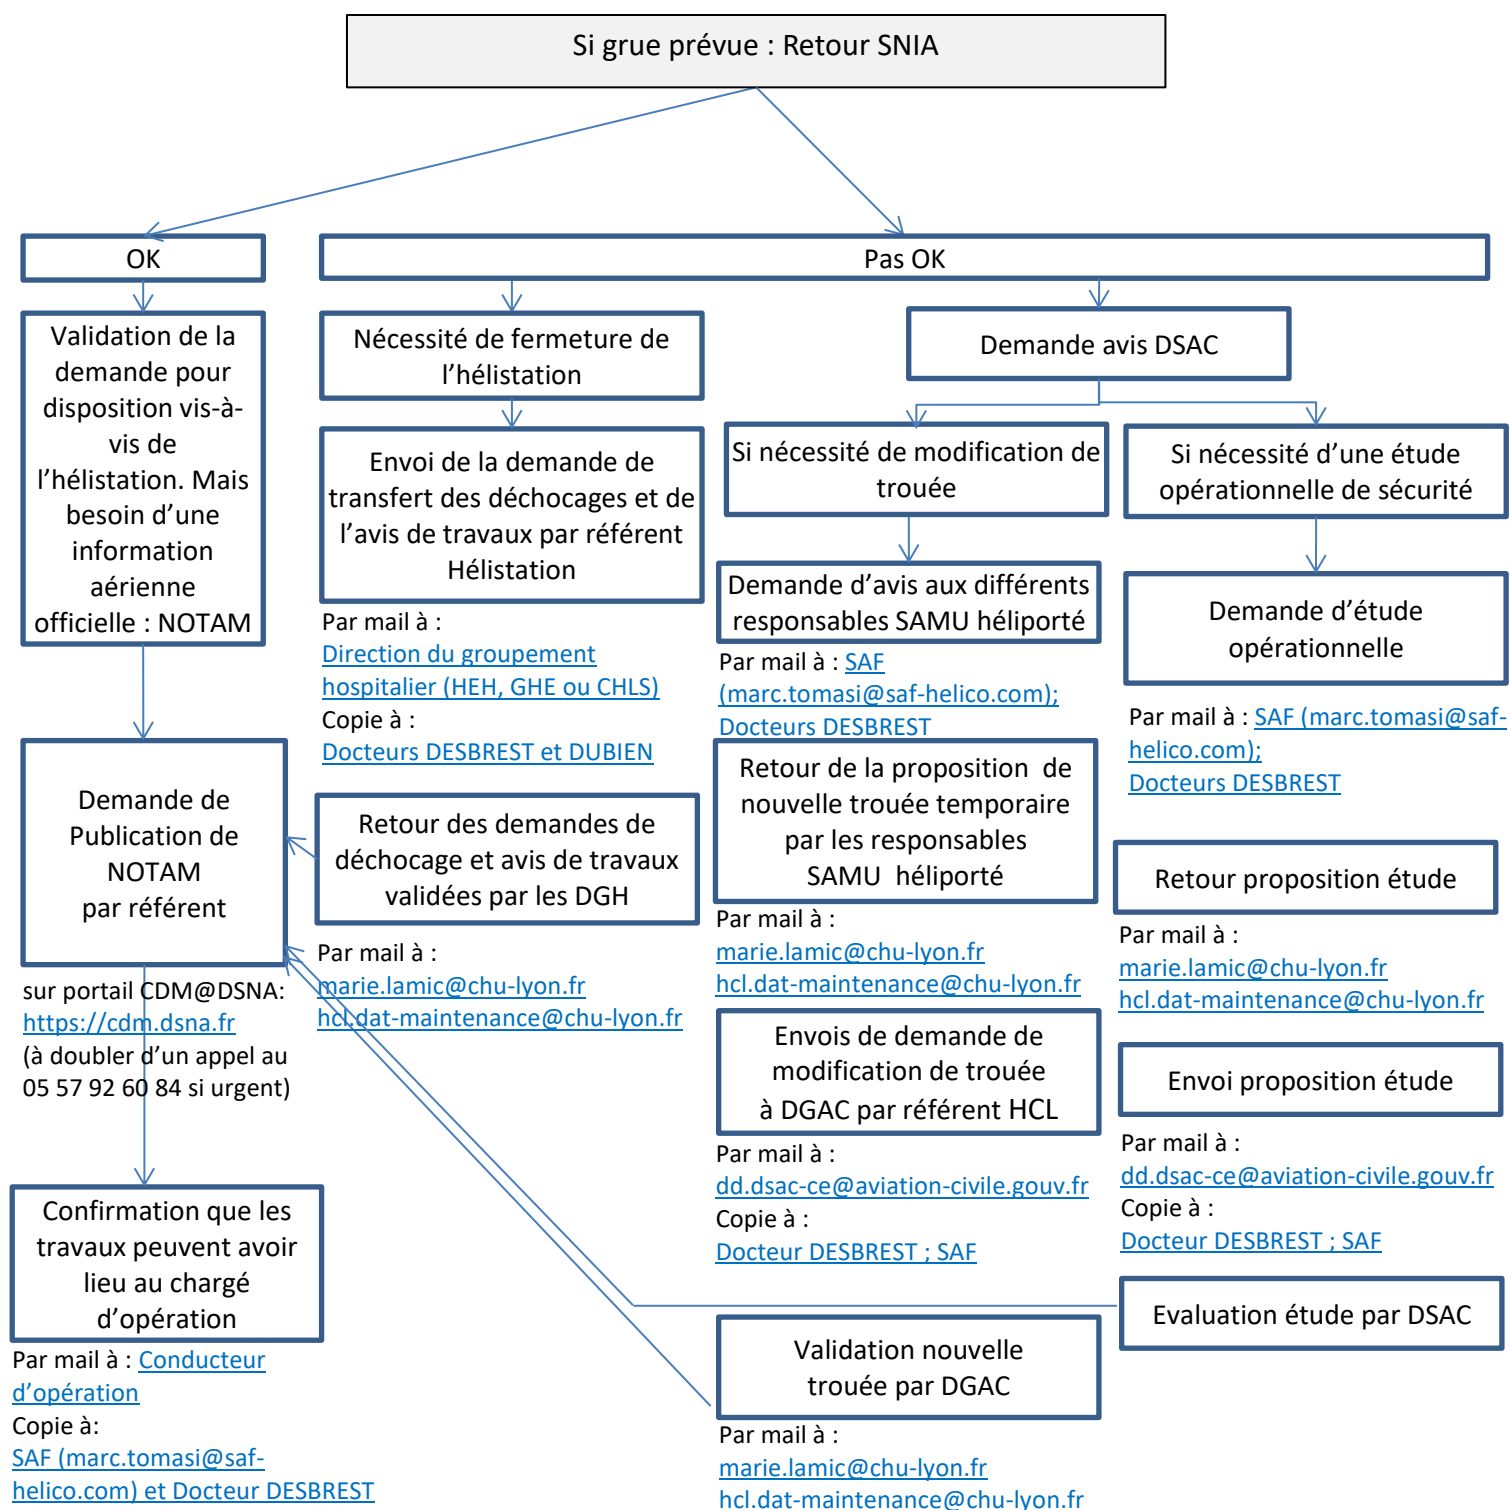 Si grue prévue : Retour SNIA
OK
Pas OK
Validation de la
demande pour
disposition vis-à-
vis de
l’hélistation. Mais
besoin d’une
information
aérienne
officielle : NOTAM
Demande de
Publication de
NOTAM
par référent
sur portail CDM@DSNA:
https://cdm.dsna.fr
(à doubler d’un appel au
05 57 92 60 84 si urgent)
Confirmation que les
travaux peuvent avoir
lieu au chargé
d’opération
Par mail à : Conducteur
d’opération
Copie à:
SAF (marc.tomasi@saf-
helico.com) et Docteur DESBREST
Nécessité de fermeture de
l’hélistation
Envoi de la demande de
transfert des déchocages et de
l’avis de travaux par référent
Hélistation
Par mail à :
Direction du groupement
hospitalier (HEH, GHE ou CHLS)
Copie à :
Docteurs DESBREST et DUBIEN
Retour des demandes de
déchocage et avis de travaux
validées par les DGH
Par mail à :
marie.lamic@chu-lyon.fr
hcl.dat-maintenance@chu-lyon.fr
Demande avis DSAC
Si nécessité de modification de
trouée
Demande d’avis aux différents
responsables SAMU héliporté
Par mail à : SAF
(marc.tomasi@saf-helico.com);
Docteurs DESBREST
Retour de la proposition de
nouvelle trouée temporaire
par les responsables
SAMU héliporté
Par mail à :
marie.lamic@chu-lyon.fr
hcl.dat-maintenance@chu-lyon.fr
Envois de demande de
modification de trouée
à DGAC par référent HCL
Par mail à :
dd.dsac-ce@aviation-civile.gouv.fr
Copie à :
Docteur DESBREST ; SAF
Validation nouvelle
trouée par DGAC
Par mail à :
marie.lamic@chu-lyon.fr
hcl.dat-maintenance@chu-lyon.fr
Si nécessité d’une étude
opérationnelle de sécurité
Demande d’étude
opérationnelle
Par mail à : SAF (marc.tomasi@saf-
helico.com);
Docteurs DESBREST
Retour proposition étude
Par mail à :
marie.lamic@chu-lyon.fr
hcl.dat-maintenance@chu-lyon.fr
Envoi proposition étude
Par mail à :
dd.dsac-ce@aviation-civile.gouv.fr
Copie à :
Docteur DESBREST ; SAF
Evaluation étude par DSAC